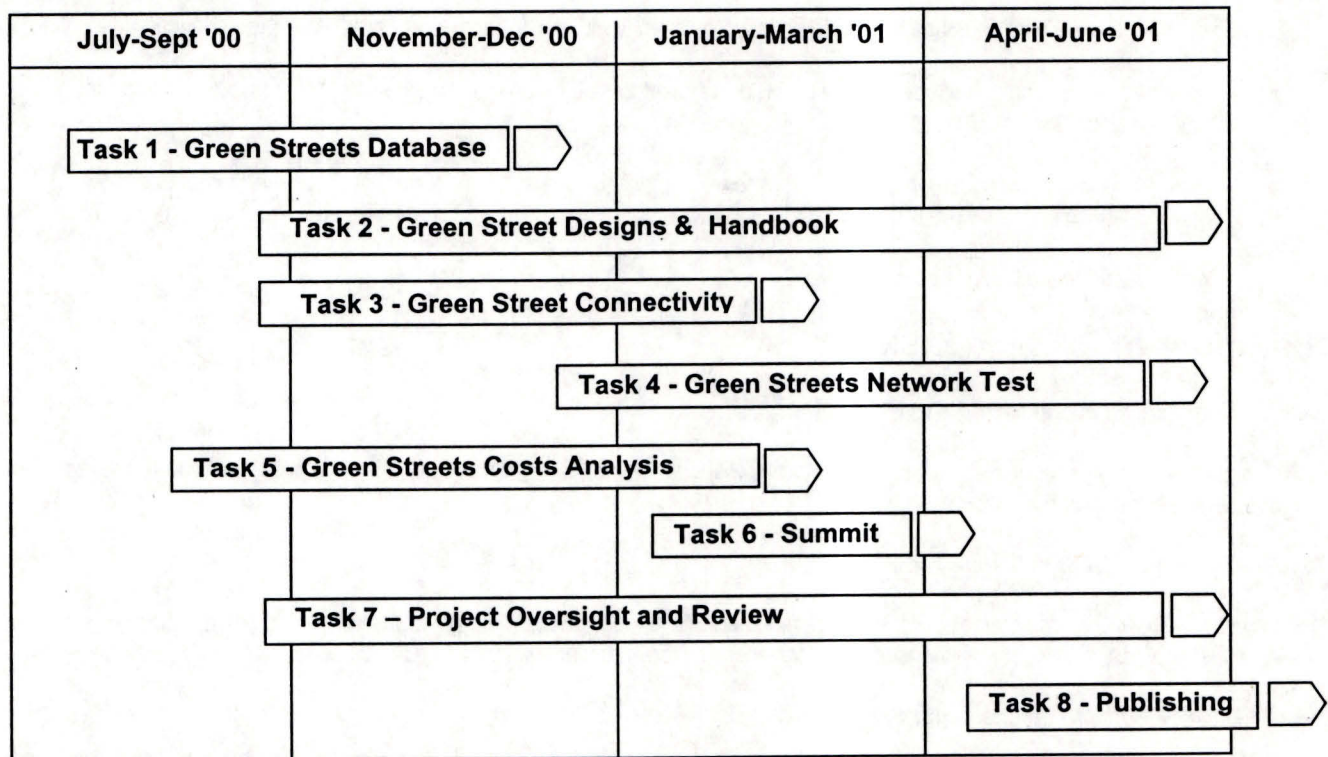 July-Sept '00
November-Dec '00
January-March '01
April-June '01
Task 1 - Green Streets Database
Task 2 - Green Street Designs & Handbook
Task 3 - Green Street Connectivity
Task 4 - Green Streets Network Test
Task 5 - Green Streets Costs Analysis
Task 6 - Summit
Task 7 – Project Oversight and Review
Task 8 - Publishing